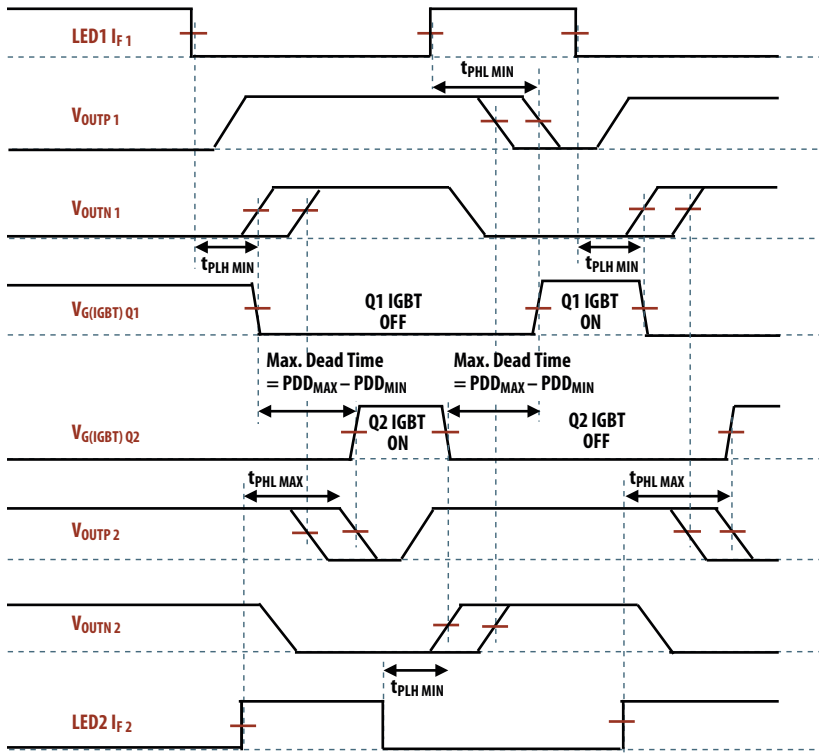 LED1 IF 1
tPHL MIN
VOUTP 1
VOUTN 1
tPLH MIN
tPLH MIN
VG(IGBT) Q1
Q1 IGBT
OFF
Q1 IGBT
ON
Max. Dead Time
= PDDMAX – PDDMIN
Max. Dead Time
= PDDMAX – PDDMIN
VG(IGBT) Q2
Q2 IGBT
ON
Q2 IGBT
OFF
tPHL MAX
tPHL MAX
VOUTP 2
VOUTN 2
tPLH MIN
LED2 IF 2